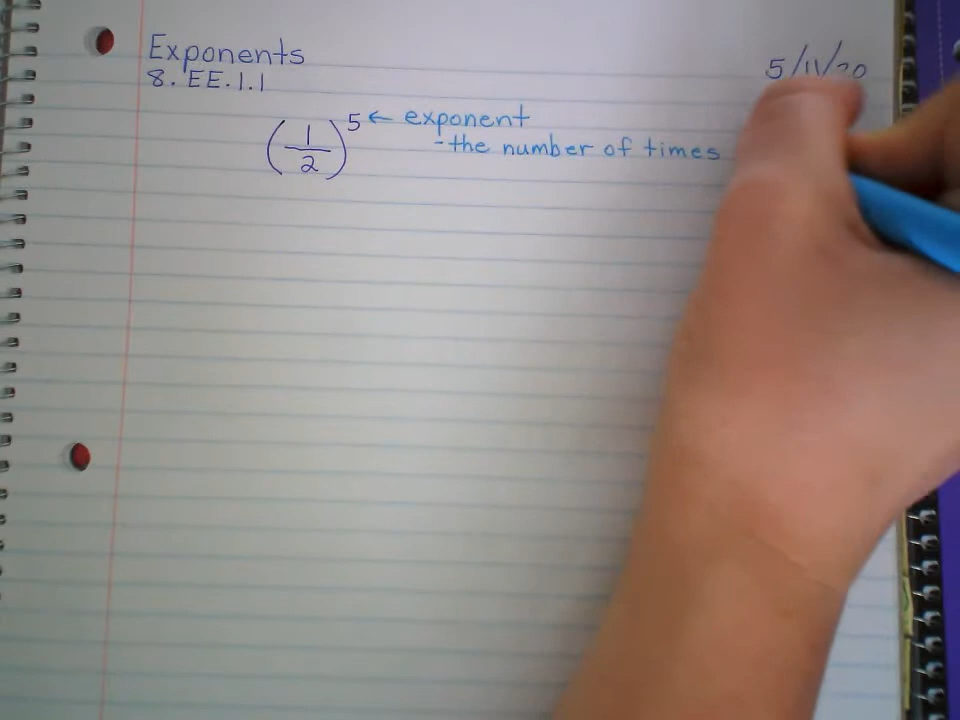 Exponents
5/11/20
8.EE.1.1
(1/2)^5 ← exponent
- the number of times